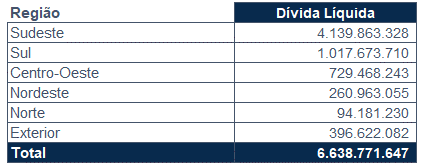 Região Dívida Líquida
Sudeste 4.139.863.328
Sul 1.017.673.710
Centro-Oeste 729.468.243
Nordeste 260.963.055
Norte 94.181.230
Exterior 396.622.082
Total 6.638.771.647